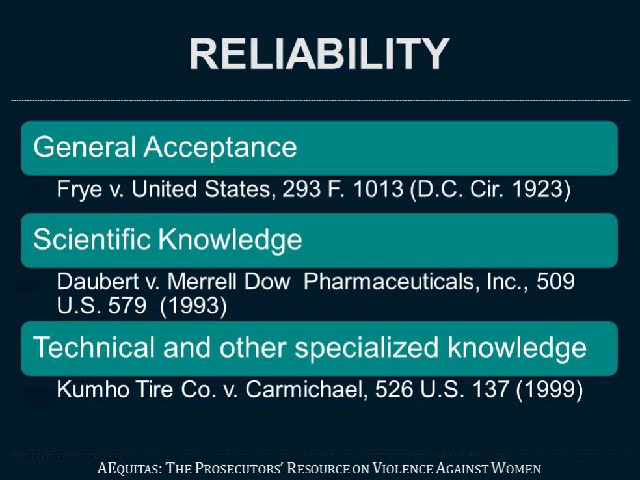 RELIABILITY
General Acceptance
Frye v. United States, 293 F. 1013 (D.C. Cir. 1923)
Scientific Knowledge
Daubert v. Merrell Dow Pharmaceuticals, Inc., 509
U.S. 579 (1993)
Technical and other specialized knowledge
Kumho Tire Co. v. Carmichael, 526 U.S. 137 (1999)
AEQUITAS: THE PROSECUTORS' RESOURCE ON VIOLENCE AGAINST WOMEN